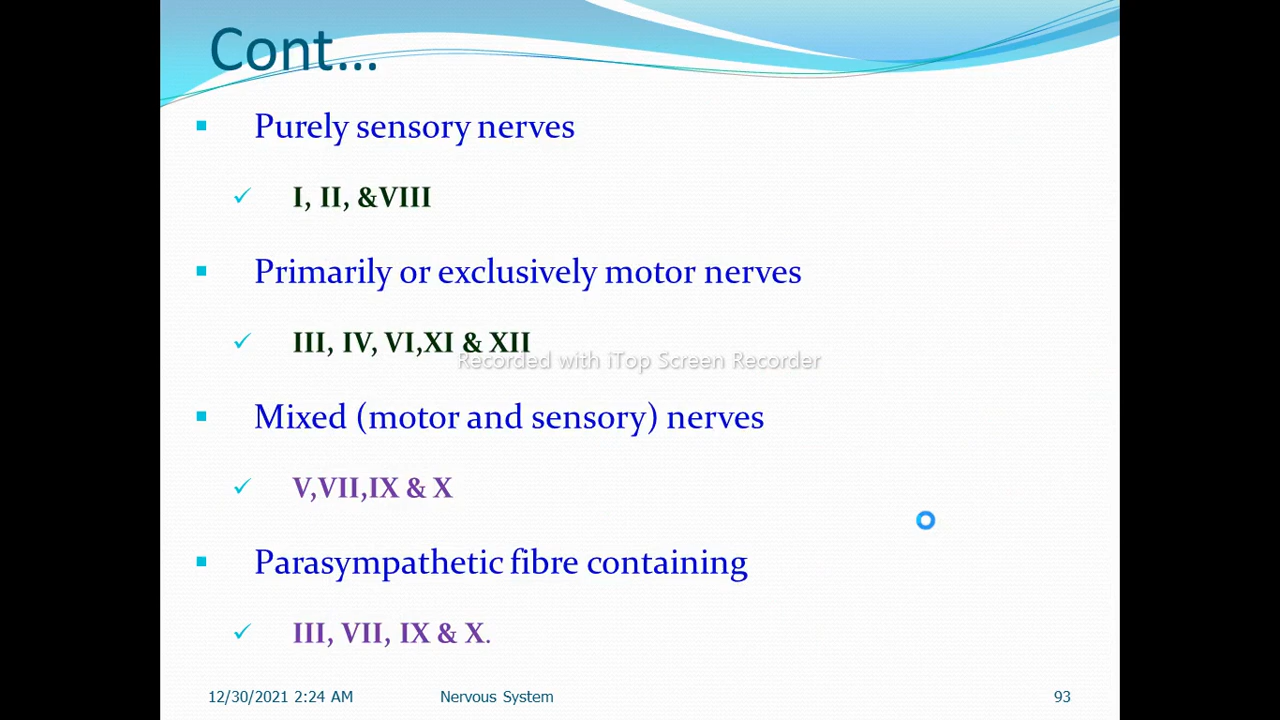 Cont...
Purely sensory nerves
I, II, &VIII
Primarily or exclusively motor nerves
III, IV, VI,XI & XII
Recorded with iTop Screen Recorder
Mixed (motor and sensory) nerves
V,VII,IX & X
Parasympathetic fibre containing
III, VII, IX & X.
12/30/2021 2:24 AM Nervous System 93